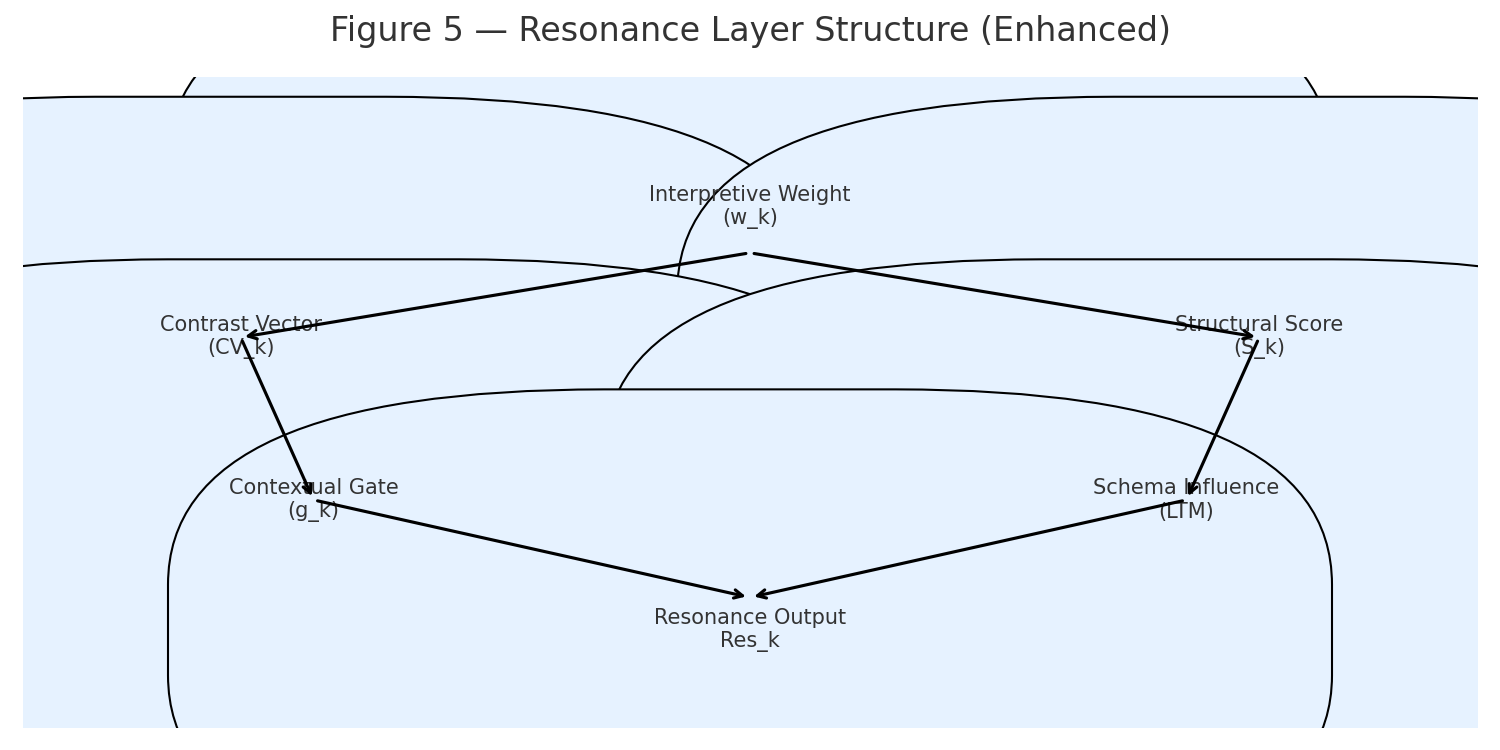 Figure 5 — Resonance Layer Structure (Enhanced)
Interpretive Weight
(w_k)
Contrast Vector
(CV_k)
Structural Score
(S_k)
Contextual Gate
(g_k)
Schema Influence
(LTM)
Resonance Output
Res_k